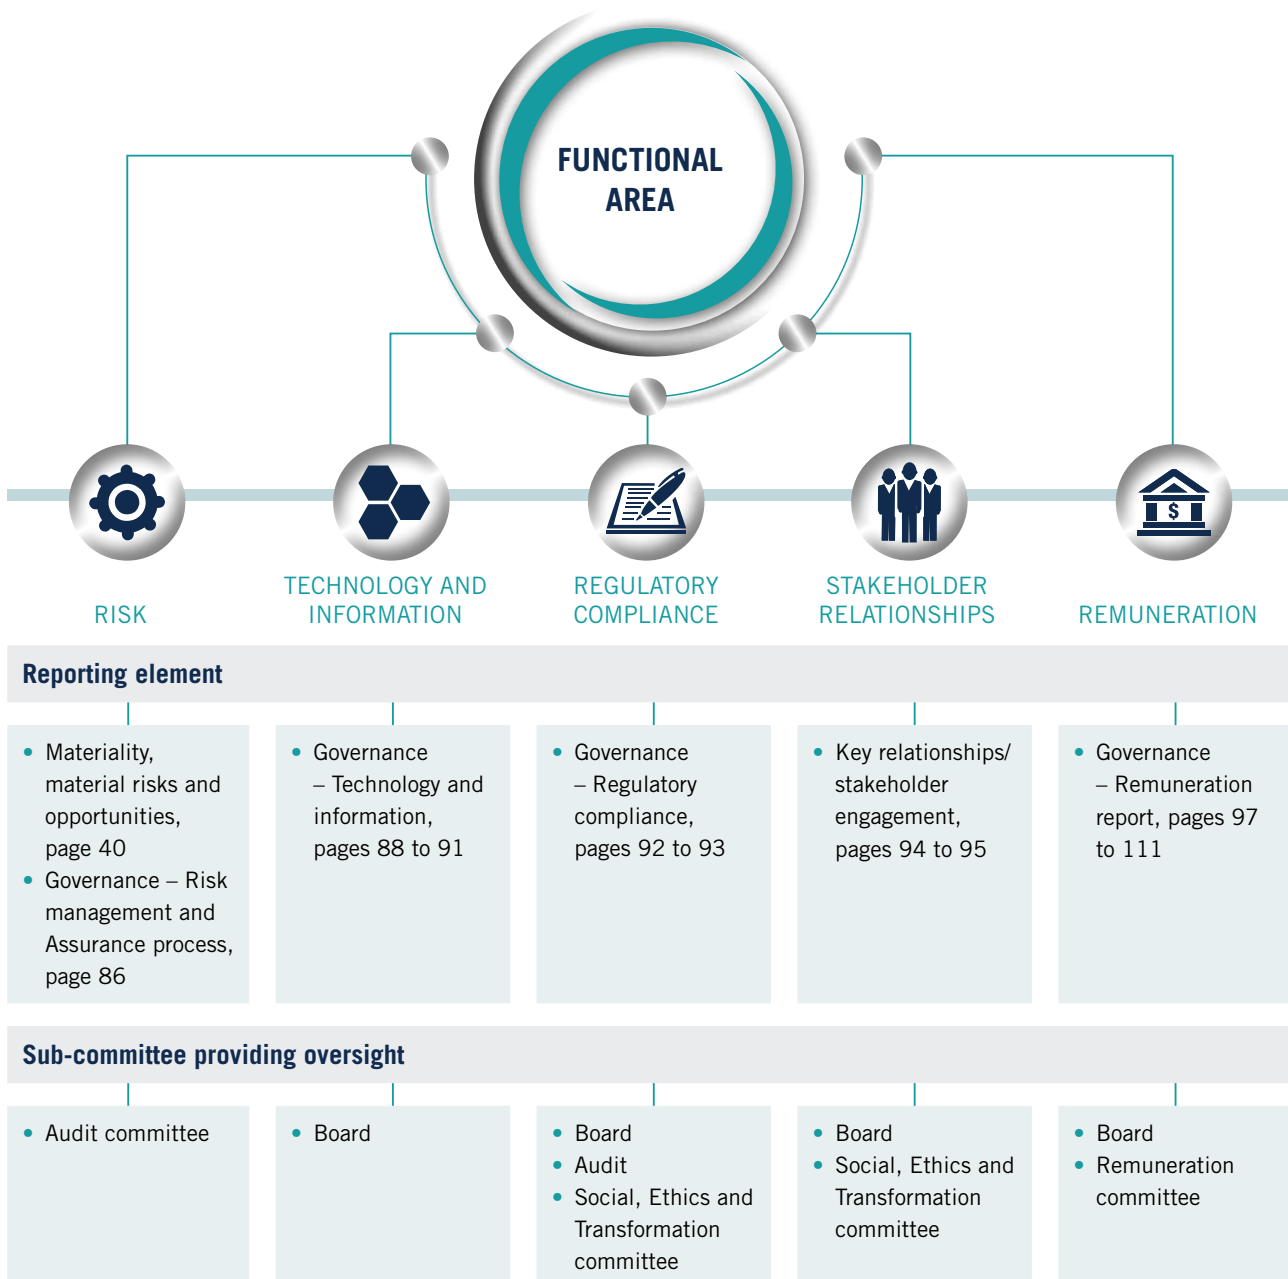 FUNCTIONAL
AREA
$
RISK
TECHNOLOGY AND
INFORMATION
REGULATORY
COMPLIANCE
STAKEHOLDER
RELATIONSHIPS
REMUNERATION
Reporting element
• Materiality,
material risks and
opportunities,
page 40
• Governance – Risk
management and
Assurance process,
page 86
• Governance
– Technology and
information,
pages 88 to 91
• Governance
– Regulatory
compliance,
pages 92 to 93
• Key relationships/
stakeholder
engagement,
pages 94 to 95
• Governance
– Remuneration
report, pages 97
to 111
Sub-committee providing oversight
• Audit committee
• Board
• Board
• Audit
• Social, Ethics and
Transformation
committee
• Board
• Social, Ethics and
Transformation
committee
• Board
• Remuneration
committee